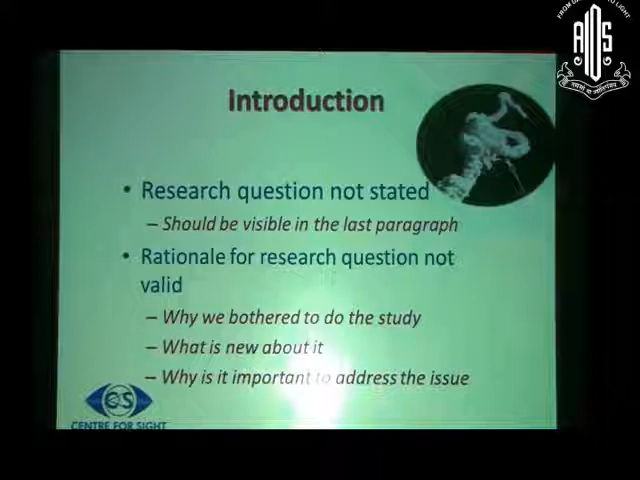 AIOS
Introduction
• Research question not stated
– Should be visible in the last paragraph
• Rationale for research question not
valid
– Why we bothered to do the study
– What is new about it
– Why is it important to address the issue
CS
CENTRE FOR SIGHT